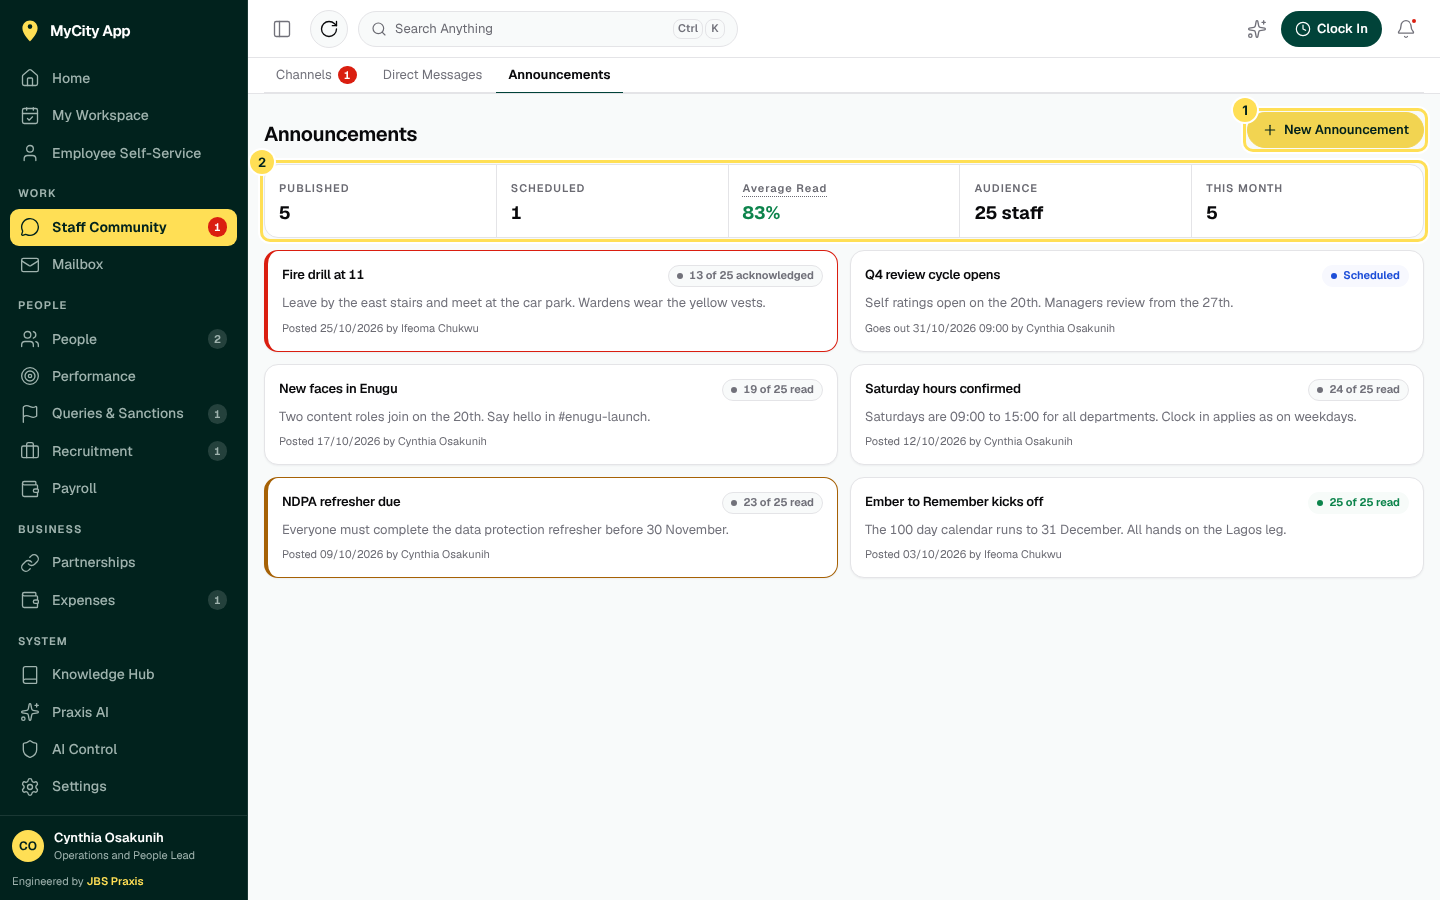 MyCity App
Home
My Workspace
Employee Self-Service
WORK
Staff Community 1
Mailbox
PEOPLE
People 2
Performance
Queries & Sanctions 1
Recruitment 1
Payroll
BUSINESS
Partnerships
Expenses 1
SYSTEM
Knowledge Hub
Praxis AI
AI Control
Settings
CO
Cynthia Osakunih
Operations and People Lead
Engineered by JBS Praxis
Search Anything Ctrl K
Clock In
Channels 1 Direct Messages Announcements
Announcements
1
New Announcement
2
PUBLISHED
5
SCHEDULED
1
Average Read
83%
AUDIENCE
25 staff
THIS MONTH
5
Fire drill at 11
13 of 25 acknowledged
Leave by the east stairs and meet at the car park. Wardens wear the yellow vests.
Posted 25/10/2026 by Ifeoma Chukwu
Q4 review cycle opens
Scheduled
Self ratings open on the 20th. Managers review from the 27th.
Goes out 31/10/2026 09:00 by Cynthia Osakunih
New faces in Enugu
19 of 25 read
Two content roles join on the 20th. Say hello in #enugu-launch.
Posted 17/10/2026 by Cynthia Osakunih
Saturday hours confirmed
24 of 25 read
Saturdays are 09:00 to 15:00 for all departments. Clock in applies as on weekdays.
Posted 12/10/2026 by Cynthia Osakunih
NDPA refresher due
23 of 25 read
Everyone must complete the data protection refresher before 30 November.
Posted 09/10/2026 by Cynthia Osakunih
Ember to Remember kicks off
25 of 25 read
The 100 day calendar runs to 31 December. All hands on the Lagos leg.
Posted 03/10/2026 by Ifeoma Chukwu